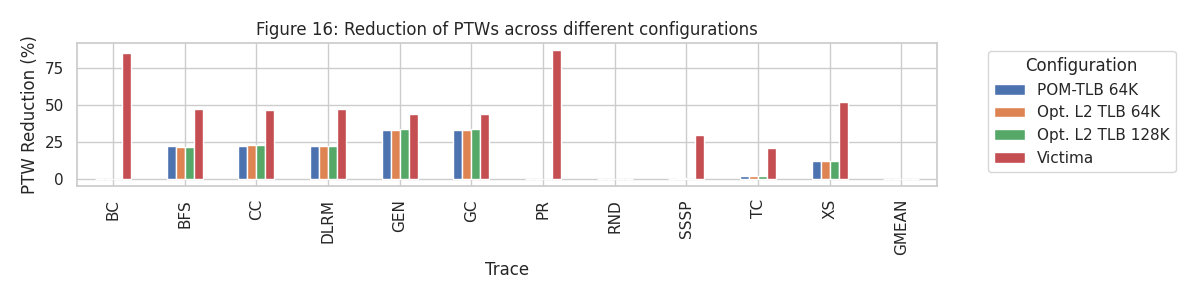 Figure 16: Reduction of PTWs across different configurations
PTW Reduction (%)
75
50
25
0
BC
BFS
CC
DLRM
GEN
GC
PR
RND
SSSP
TC
XS
GMEAN
Trace
Configuration
POM-TLB 64K
Opt. L2 TLB 64K
Opt. L2 TLB 128K
Victima